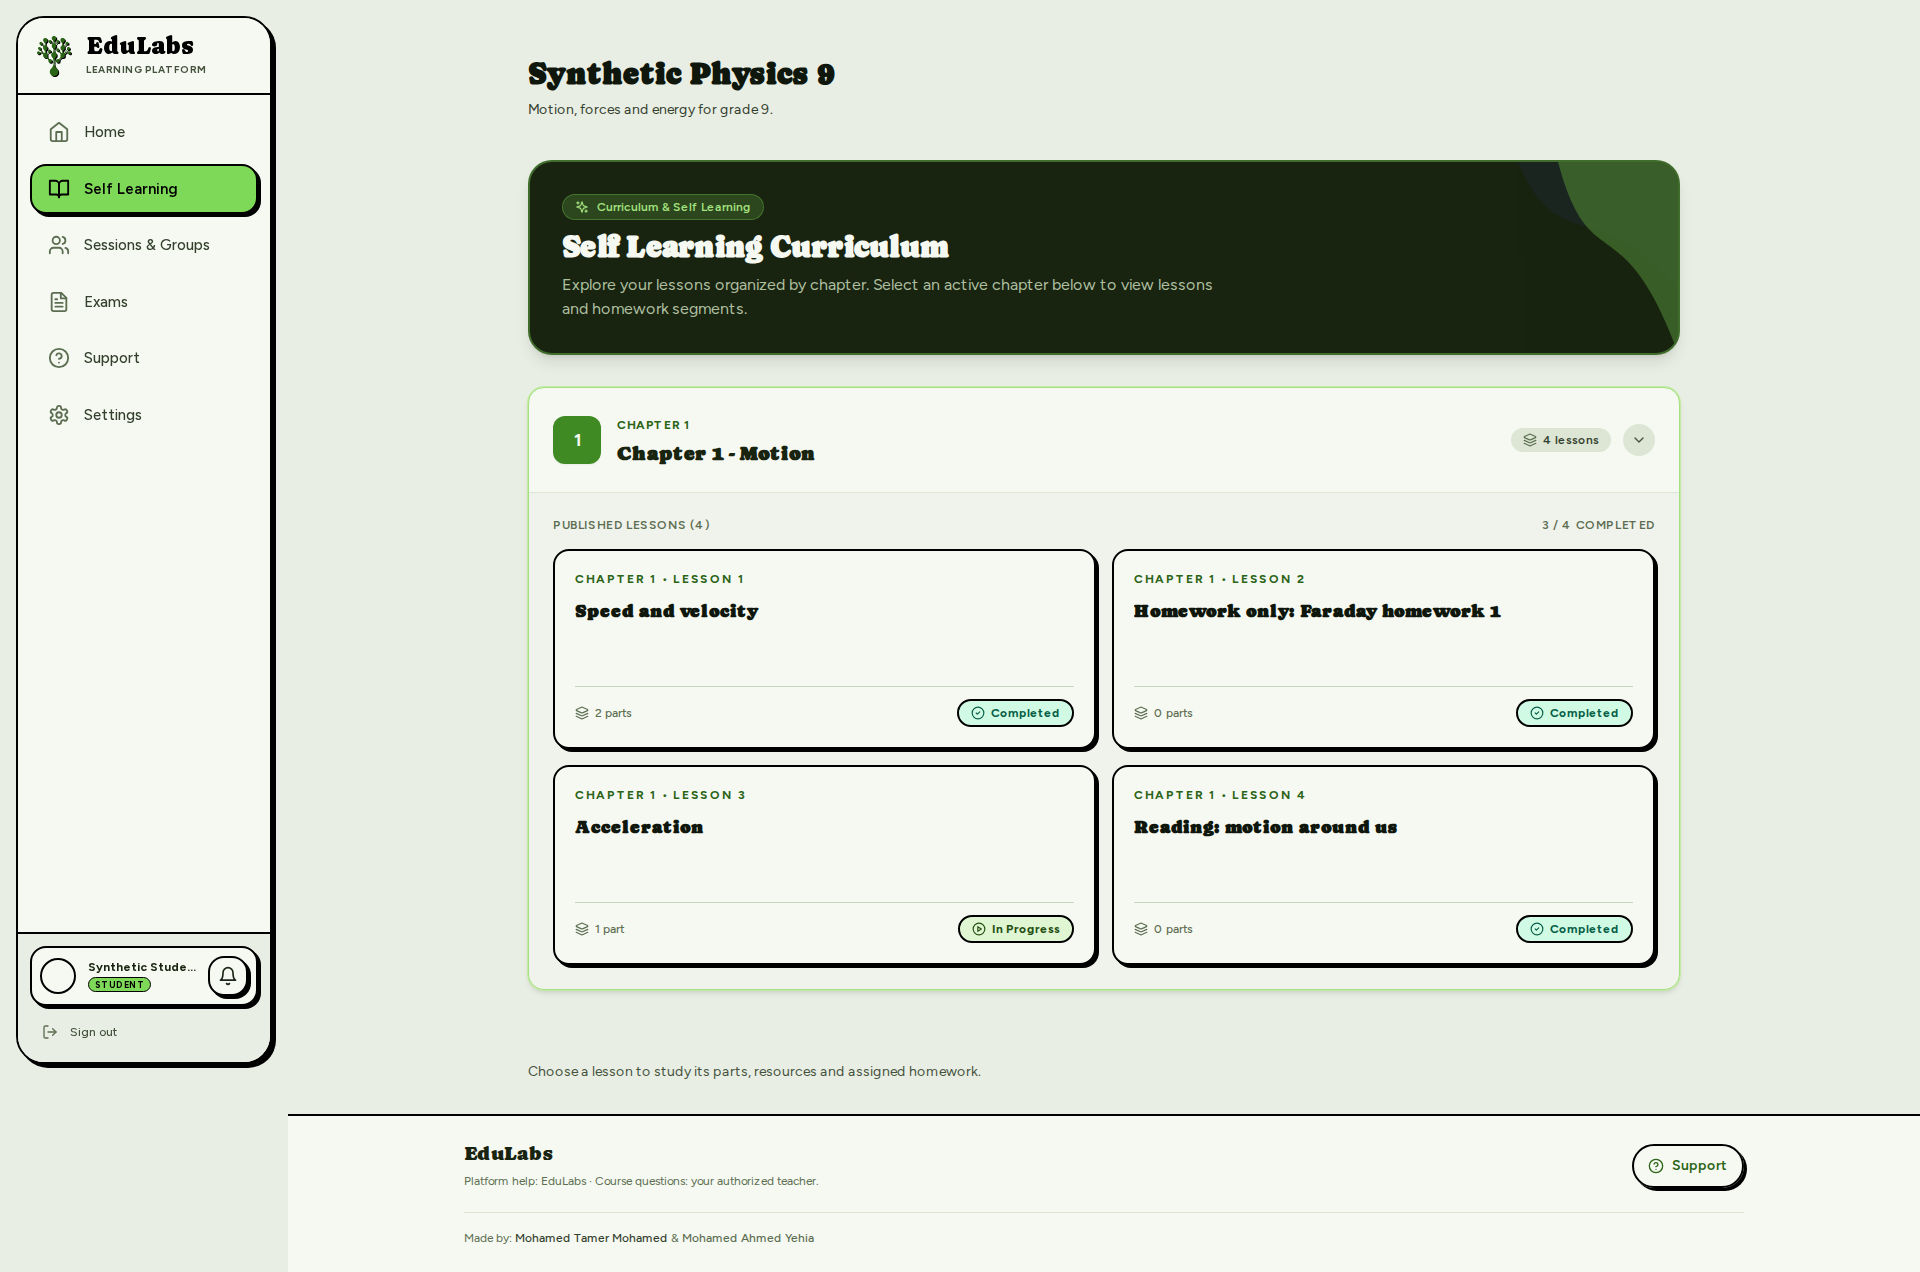 EduLabs
LEARNING PLATFORM
Home
Self Learning
Sessions & Groups
Exams
Support
Settings
Synthetic Stude...
STUDENT
Sign out
Synthetic Physics 9
Motion, forces and energy for grade 9.
Curriculum & Self Learning
Self Learning Curriculum
Explore your lessons organized by chapter. Select an active chapter below to view lessons
and homework segments.
1
CHAPTER 1
Chapter 1 - Motion
4 lessons
PUBLISHED LESSONS (4)
3 / 4 COMPLETED
CHAPTER 1 • LESSON 1
Speed and velocity
2 parts
Completed
CHAPTER 1 • LESSON 2
Homework only: Faraday homework 1
0 parts
Completed
CHAPTER 1 • LESSON 3
Acceleration
1 part
In Progress
CHAPTER 1 • LESSON 4
Reading: motion around us
0 parts
Completed
Choose a lesson to study its parts, resources and assigned homework.
EduLabs
Platform help: EduLabs · Course questions: your authorized teacher.
Support
Made by: Mohamed Tamer Mohamed & Mohamed Ahmed Yehia